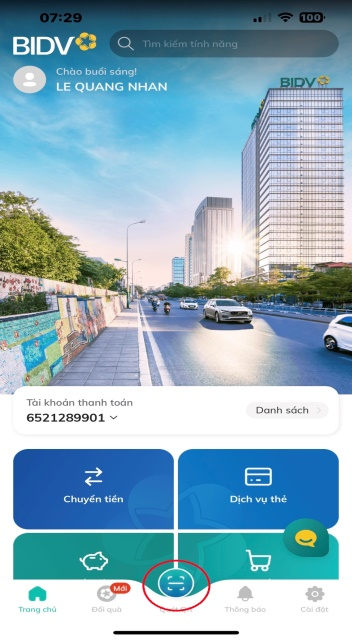 07:29
100
BIDV
Tìm kiếm tính năng
Chào buổi sáng!
LE QUANG NHAN
BIDV
Tài khoản thanh toán
6521289901
Danh sách
Chuyển tiền
Dịch vụ thẻ
Mới
Trang chủ
Đổi quà
Thông báo
Cài đặt